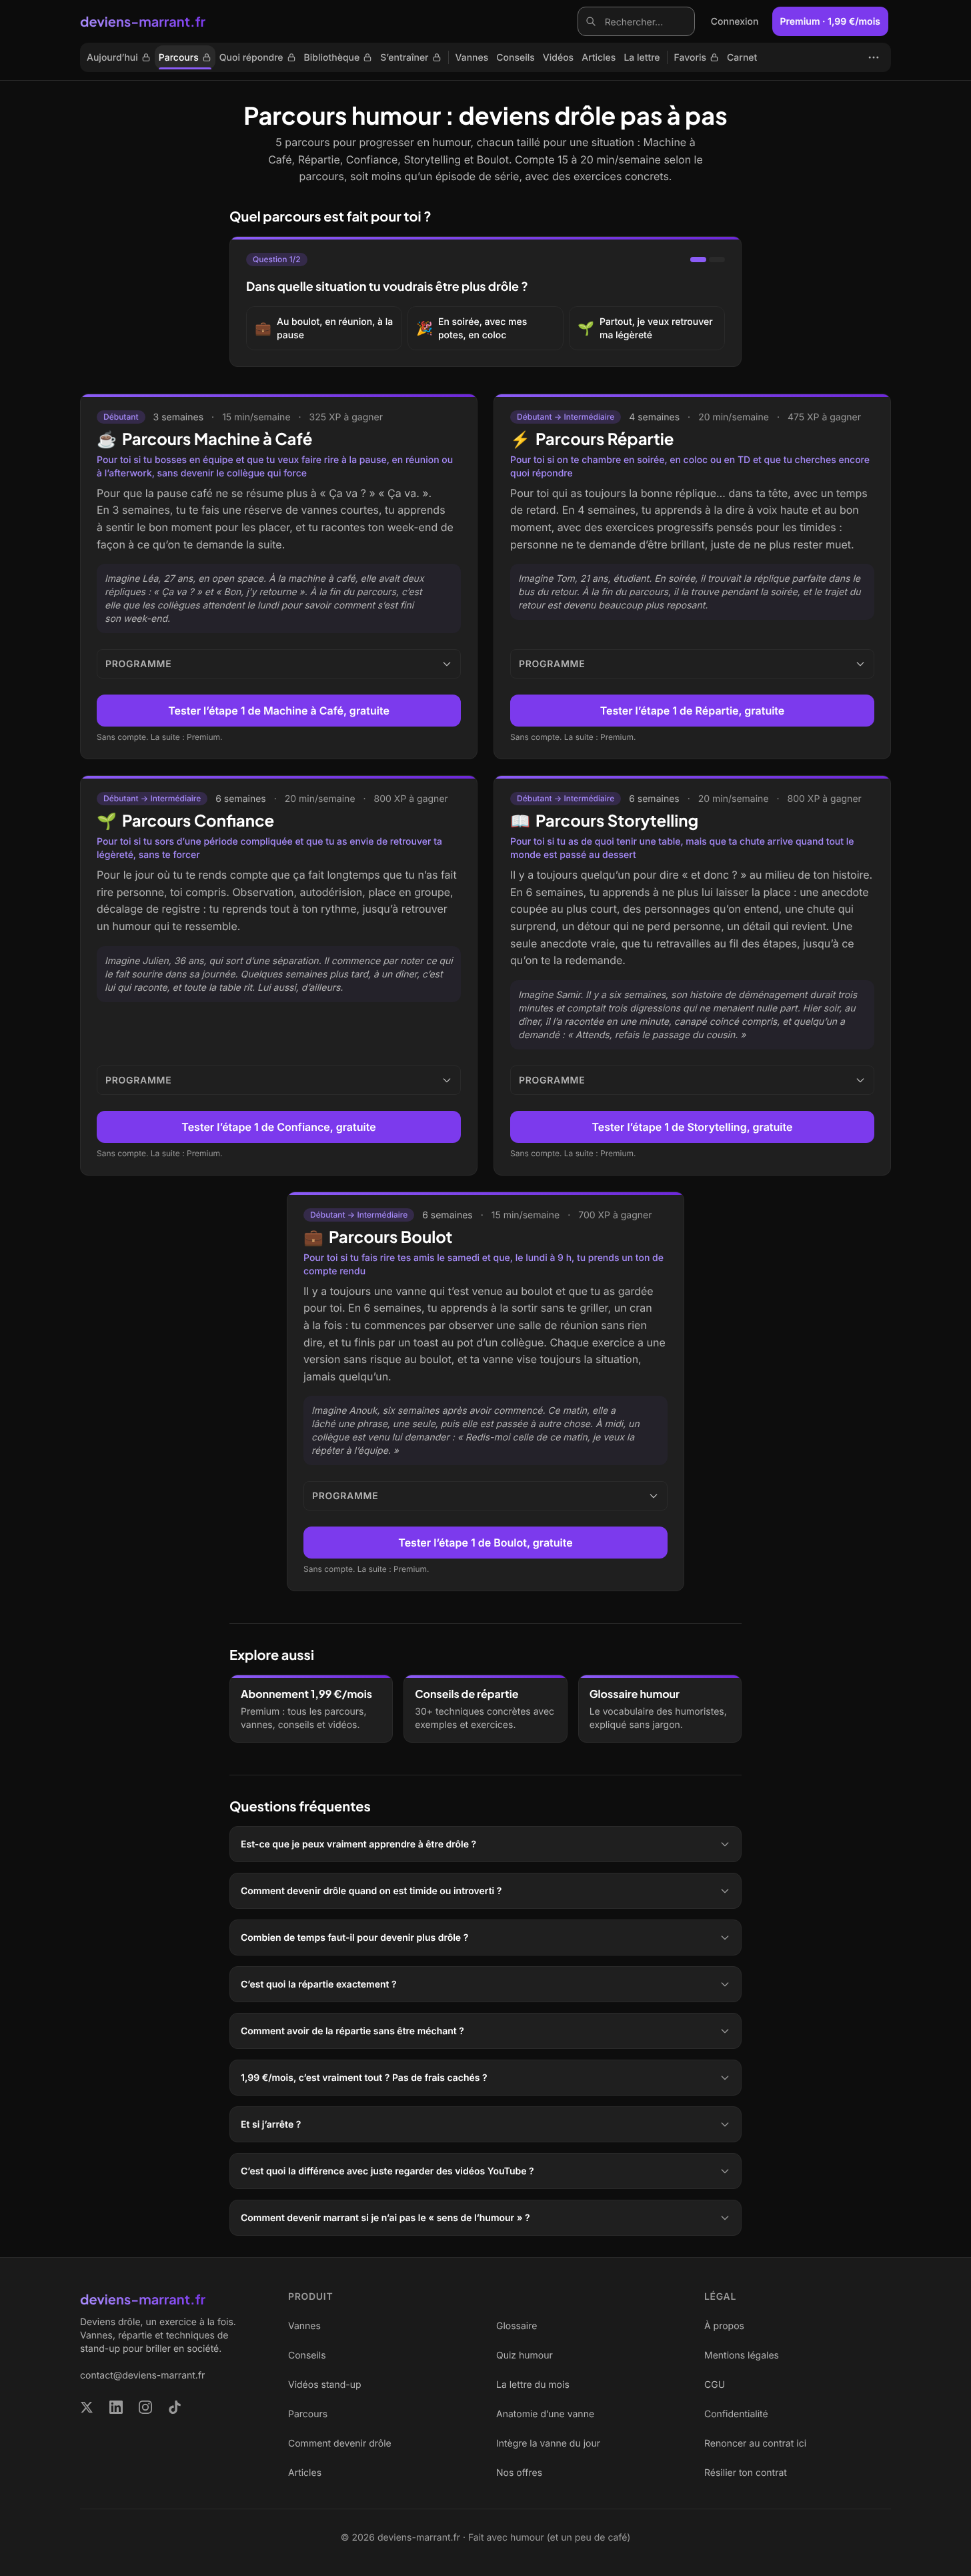 deviens-marrant.fr
Rechercher...
Connexion
Premium · 1,99 €/mois
Aujourd’hui
Parcours
Quoi répondre
Bibliothèque
S’entraîner
Vannes
Conseils
Vidéos
Articles
La lettre
Favoris
Carnet
Parcours humour : deviens drôle pas à pas
5 parcours pour progresser en humour, chacun taillé pour une situation : Machine à
Café, Répartie, Confiance, Storytelling et Boulot. Compte 15 à 20 min/semaine selon le
parcours, soit moins qu’un épisode de série, avec des exercices concrets.
Quel parcours est fait pour toi ?
Question 1/2
Dans quelle situation tu voudrais être plus drôle ?
Au boulot, en réunion, à la
pause
En soirée, avec mes
potes, en coloc
Partout, je veux retrouver
ma légèreté
Débutant 3 semaines · 15 min/semaine · 325 XP à gagner
Parcours Machine à Café
Pour toi si tu bosses en équipe et que tu veux faire rire à la pause, en réunion ou
à l’afterwork, sans devenir le collègue qui force
Pour que la pause café ne se résume plus à « Ça va ? » « Ça va. ».
En 3 semaines, tu te fais une réserve de vannes courtes, tu apprends
à sentir le bon moment pour les placer, et tu racontes ton week-end de
façon à ce qu’on te demande la suite.
Imagine Léa, 27 ans, en open space. À la machine à café, elle avait deux
répliques : « Ça va ? » et « Bon, j’y retourne ». À la fin du parcours, c’est
elle que les collègues attendent le lundi pour savoir comment s’est fini
son week-end.
PROGRAMME
Tester l’étape 1 de Machine à Café, gratuite
Sans compte. La suite : Premium.
Débutant → Intermédiaire 4 semaines · 20 min/semaine · 475 XP à gagner
Parcours Répartie
Pour toi si on te chambre en soirée, en coloc ou en TD et que tu cherches encore
quoi répondre
Pour toi qui as toujours la bonne réplique... dans ta tête, avec un temps
de retard. En 4 semaines, tu apprends à la dire à voix haute et au bon
moment, avec des exercices progressifs pensés pour les timides :
personne ne te demande d’être brillant, juste de ne plus rester muet.
Imagine Tom, 21 ans, étudiant. En soirée, il trouvait la réplique parfaite dans le
bus du retour. À la fin du parcours, il la trouve pendant la soirée, et le trajet du
retour est devenu beaucoup plus reposant.
PROGRAMME
Tester l’étape 1 de Répartie, gratuite
Sans compte. La suite : Premium.
Débutant → Intermédiaire 6 semaines · 20 min/semaine · 800 XP à gagner
Parcours Confiance
Pour toi si tu sors d’une période compliquée et que tu as envie de retrouver ta
légèreté, sans te forcer
Pour le jour où tu te rends compte que ça fait longtemps que tu n’as fait
rire personne, toi compris. Observation, autodérision, place en groupe,
décalage de registre : tu reprends tout à ton rythme, jusqu’à retrouver
un humour qui te ressemble.
Imagine Julien, 36 ans, qui sort d’une séparation. Il commence par noter ce qui
le fait sourire dans sa journée. Quelques semaines plus tard, à un dîner, c’est
lui qui raconte, et toute la table rit. Lui aussi, d’ailleurs.
PROGRAMME
Tester l’étape 1 de Confiance, gratuite
Sans compte. La suite : Premium.
Débutant → Intermédiaire 6 semaines · 20 min/semaine · 800 XP à gagner
Parcours Storytelling
Pour toi si tu as de quoi tenir une table, mais que ta chute arrive quand tout le
monde est passé au dessert
Il y a toujours quelqu’un pour dire « et donc ? » au milieu de ton histoire.
En 6 semaines, tu apprends à ne plus lui laisser la place : une anecdote
coupée au plus court, des personnages qu’on entend, une chute qui
surprend, un détour qui ne perd personne, un détail qui revient. Une
seule anecdote vraie, que tu retravailles au fil des étapes, jusqu’à ce
qu’on te la redemande.
Imagine Samir. Il y a six semaines, son histoire de déménagement durait trois
minutes et comptait trois digressions qui ne menaient nulle part. Hier soir, au
dîner, il l’a racontée en une minute, canapé coincé compris, et quelqu’un a
demandé : « Attends, refais le passage du cousin. »
PROGRAMME
Tester l’étape 1 de Storytelling, gratuite
Sans compte. La suite : Premium.
Débutant → Intermédiaire 6 semaines · 15 min/semaine · 700 XP à gagner
Parcours Boulot
Pour toi si tu fais rire tes amis le samedi et que, le lundi à 9 h, tu prends un ton de
compte rendu
Il y a toujours une vanne qui t’est venue au boulot et que tu as gardée
pour toi. En 6 semaines, tu apprends à la sortir sans te griller, un cran
à la fois : tu commences par observer une salle de réunion sans rien
dire, et tu finis par un toast au pot d’un collègue. Chaque exercice a une
version sans risque au boulot, et ta vanne vise toujours la situation,
jamais quelqu’un.
Imagine Anouk, six semaines après avoir commencé. Ce matin, elle a
lâché une phrase, une seule, puis elle est passée à autre chose. À midi, un
collègue est venu lui demander : « Redis-moi celle de ce matin, je veux la
répéter à l’équipe. »
PROGRAMME
Tester l’étape 1 de Boulot, gratuite
Sans compte. La suite : Premium.
Explore aussi
Abonnement 1,99 €/mois
Premium : tous les parcours,
vannes, conseils et vidéos.
Conseils de répartie
30+ techniques concrètes avec
exemples et exercices.
Glossaire humour
Le vocabulaire des humoristes,
expliqué sans jargon.
Questions fréquentes
Est-ce que je peux vraiment apprendre à être drôle ?
Comment devenir drôle quand on est timide ou introverti ?
Combien de temps faut-il pour devenir plus drôle ?
C’est quoi la répartie exactement ?
Comment avoir de la répartie sans être méchant ?
1,99 €/mois, c’est vraiment tout ? Pas de frais cachés ?
Et si j’arrête ?
C’est quoi la différence avec juste regarder des vidéos YouTube ?
Comment devenir marrant si je n’ai pas le « sens de l’humour » ?
deviens-marrant.fr
Deviens drôle, un exercice à la fois.
Vannes, répartie et techniques de
stand-up pour briller en société.
contact@deviens-marrant.fr
PRODUIT
Vannes
Conseils
Vidéos stand-up
Parcours
Comment devenir drôle
Articles
Glossaire
Quiz humour
La lettre du mois
Anatomie d’une vanne
Intègre la vanne du jour
Nos offres
LÉGAL
À propos
Mentions légales
CGU
Confidentialité
Renoncer au contrat ici
Résilier ton contrat
© 2026 deviens-marrant.fr · Fait avec humour (et un peu de café)